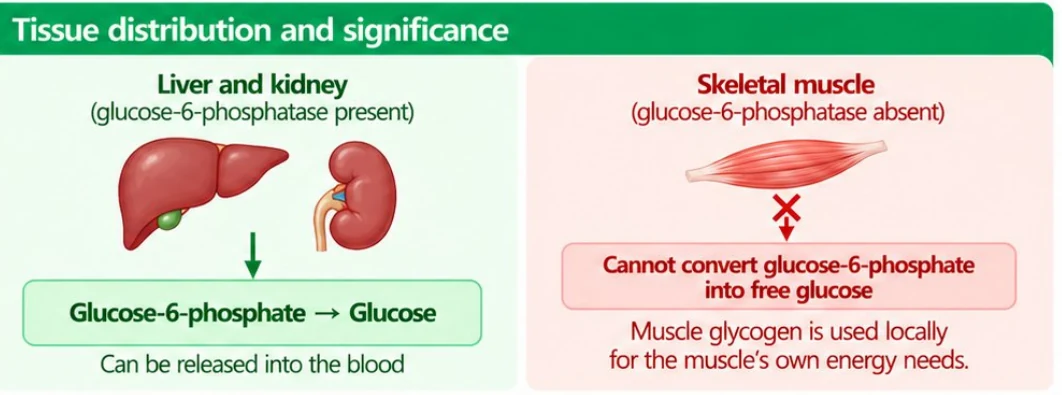 Tissue distribution and significance
Liver and kidney
(glucose-6-phosphatase present)
Glucose-6-phosphate → Glucose
Can be released into the blood
Skeletal muscle
(glucose-6-phosphatase absent)
Cannot convert glucose-6-phosphate
into free glucose
Muscle glycogen is used locally
for the muscle's own energy needs.